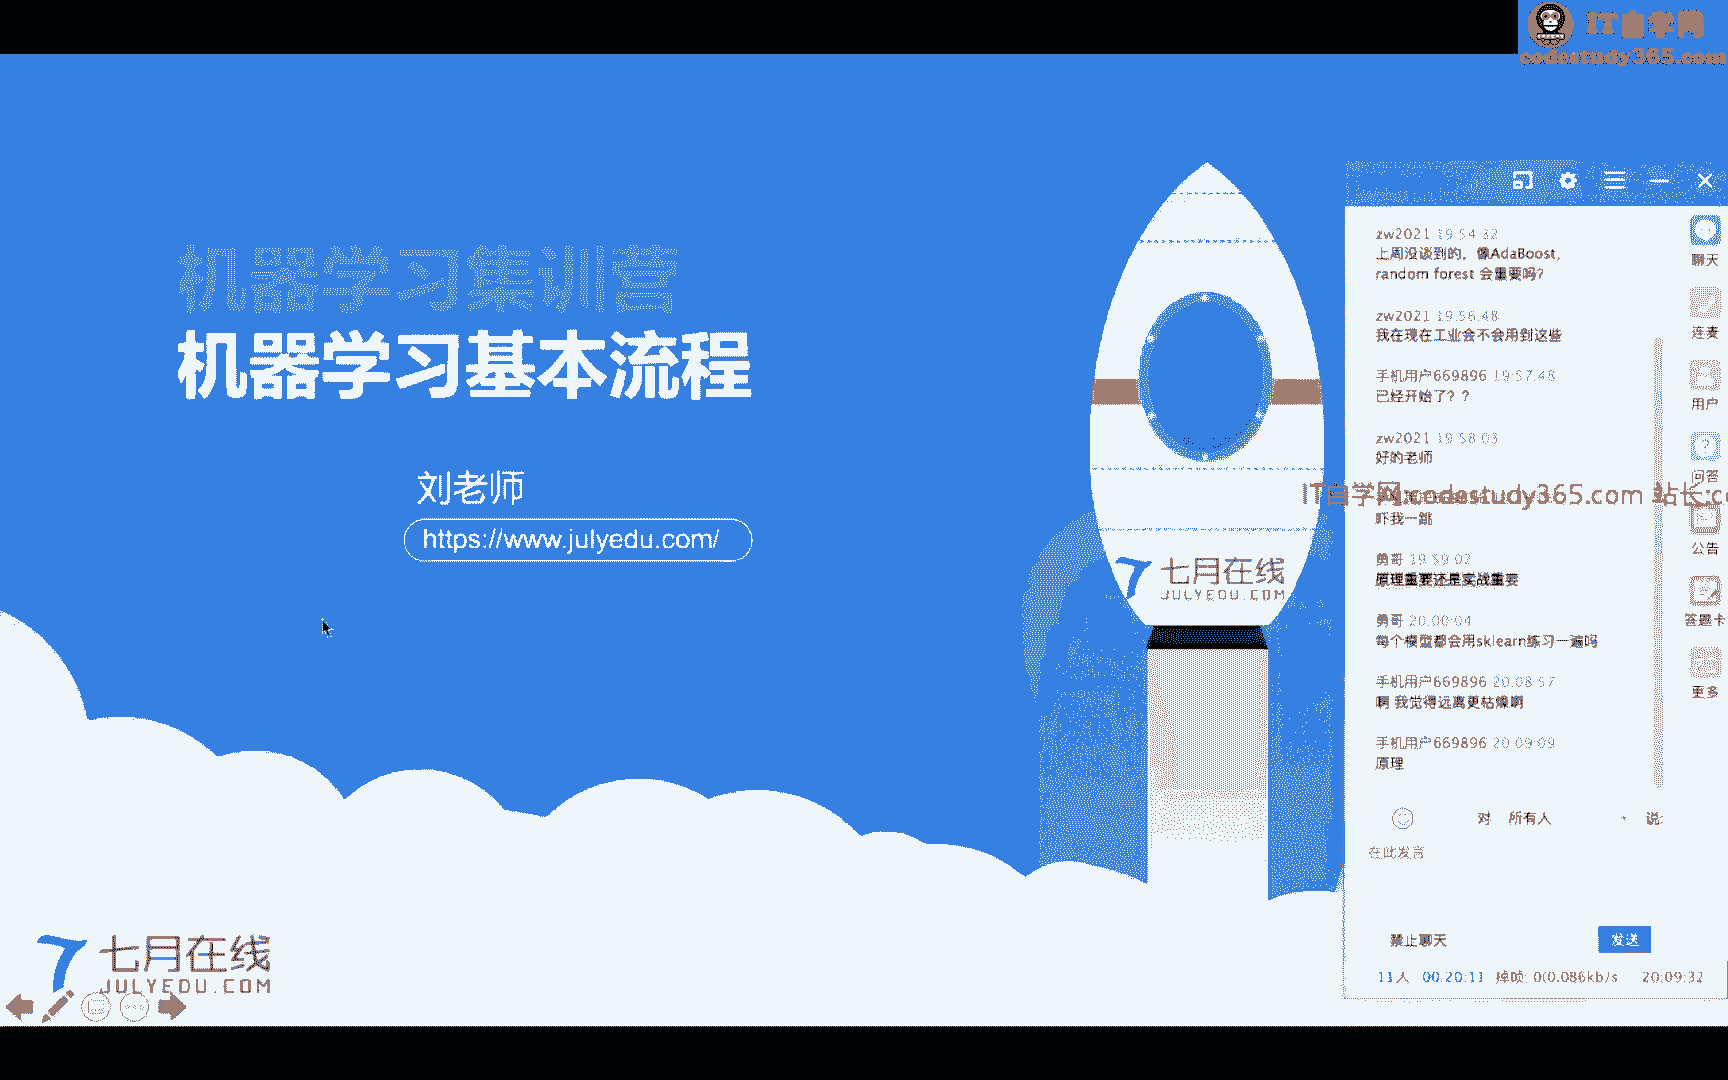 IT自学网
codestudy365.com
机器学习集训营
机器学习基本流程
刘老师
https://www.julyedu.com/
七月在线
JULYEDU.COM
七月在线
JULYEDU.COM
zw2021 19:54:32
上周没谈到的，像AdaBoost,
random forest 会重要吗?
zw2021 19:56:48
我在现在工业会不会用到这些
手机用户669896 19:57:48
已经开始了？？
zw2021 19:58:03
好的老师
IT自学网:codestudy365.com 站长:co
吓我一跳
勇哥 19:59:02
原理重要还是实战重要
勇哥 20:00:04
每个模型都会用sklearn练习一遍吗
手机用户669896 20:08:57
啊 我觉得远离更枯燥啊
手机用户669896 20:09:09
原理
对 所有人 说:
在此发言
禁止聊天
发送
11人 00:20:11 掉帧: 0(0.086kb/s 20:09:32
聊天
连麦
用户
问答
公告
答题卡
更多